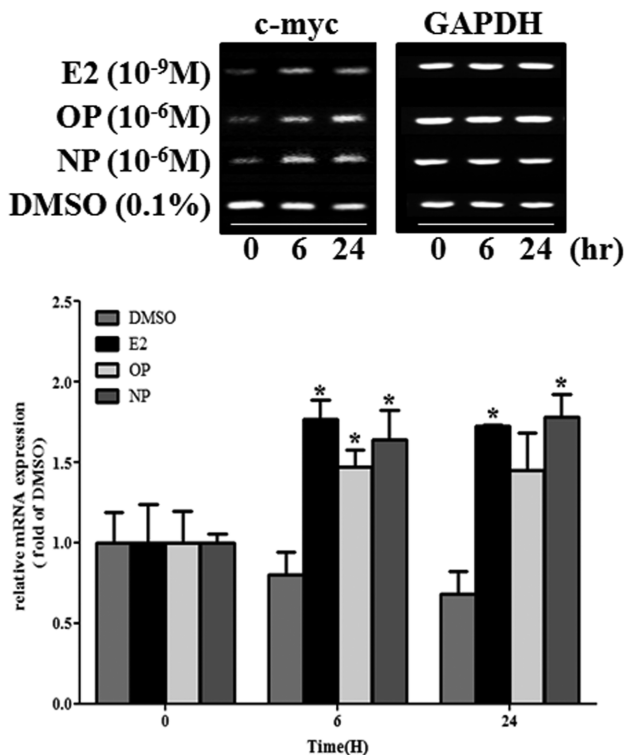 c-myc GAPDH
E2 (10⁻⁹M)
OP (10⁻⁶M)
NP (10⁻⁶M)
DMSO (0.1%)
0 6 24 0 6 24 (hr)
relative mRNA expression
( fold of DMSO)
2.5
2.0
1.5
1.0
0.5
0.0
DMSO
E2
OP
NP
* * * * *
0 6 24
Time(H)